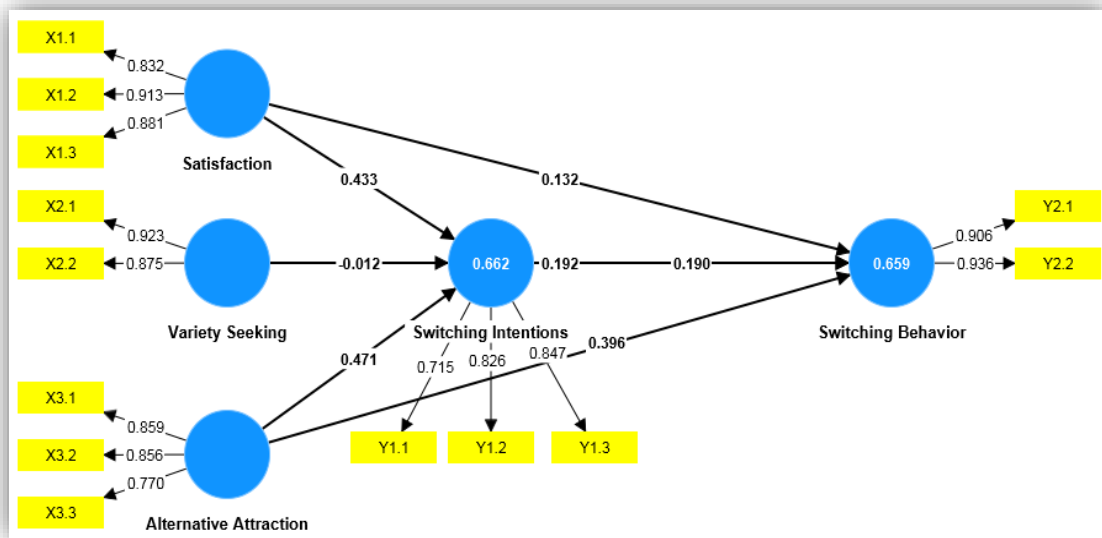 X1.1
0.832
X1.2
0.913
X1.3
0.881
Satisfaction
0.433
0.132
X2.1
0.923
X2.2
0.875
Variety Seeking
-0.012
0.662
0.192
0.190
Switching Intentions
0.659
Switching Behavior
Y2.1
0.906
Y2.2
0.936
0.471
0.396
0.715
0.826
0.847
Y1.1
Y1.2
Y1.3
X3.1
0.859
X3.2
0.856
X3.3
0.770
Alternative Attraction